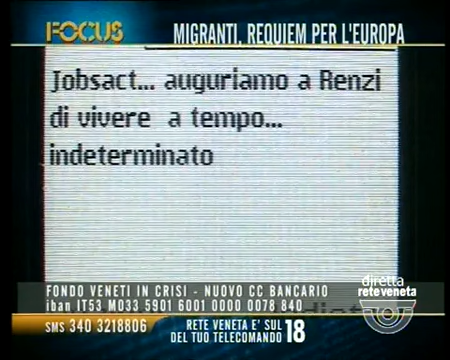 FOCUS
MIGRANTI, REQUIEM PER L'EUROPA
Jobsact... auguriamo a Renzi
di vivere a tempo...
indeterminato
FONDO VENETI IN CRISI - NUOVO CC BANCARIO
iban IT53 M033 5901 6001 0000 0078 840
diretta
reteveneta
SMS 340 3218806
RETE VENETA E' SUL
DEL TUO TELECOMANDO 18